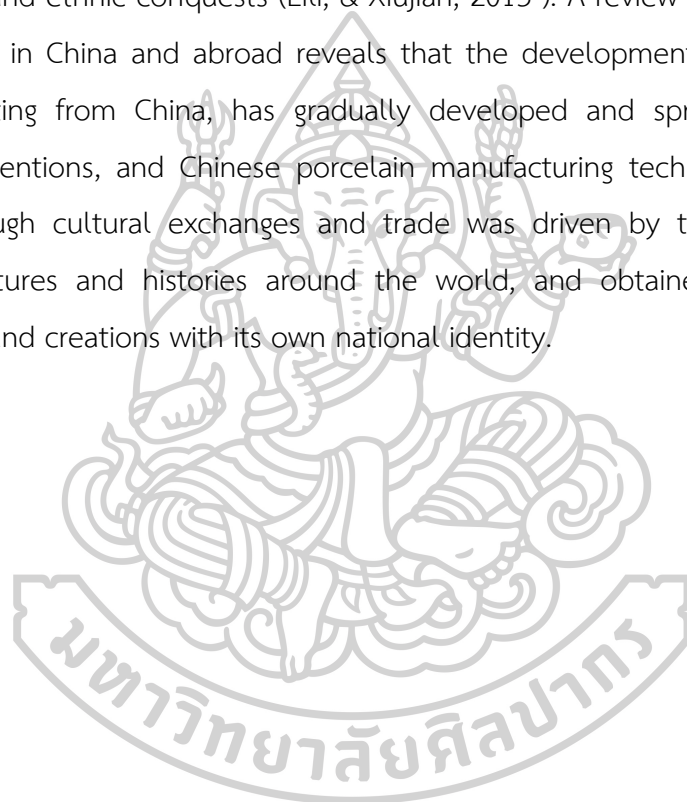 and ethnic conquests (Lili, & Xiujian, 2015 ). A review
in China and abroad reveals that the development
ting from China, has gradually developed and spr
entions, and Chinese porcelain manufacturing tech
ugh cultural exchanges and trade was driven by t
tures and histories around the world, and obtaine
nd creations with its own national identity.
มหาวิทยาลัยศิลปากร